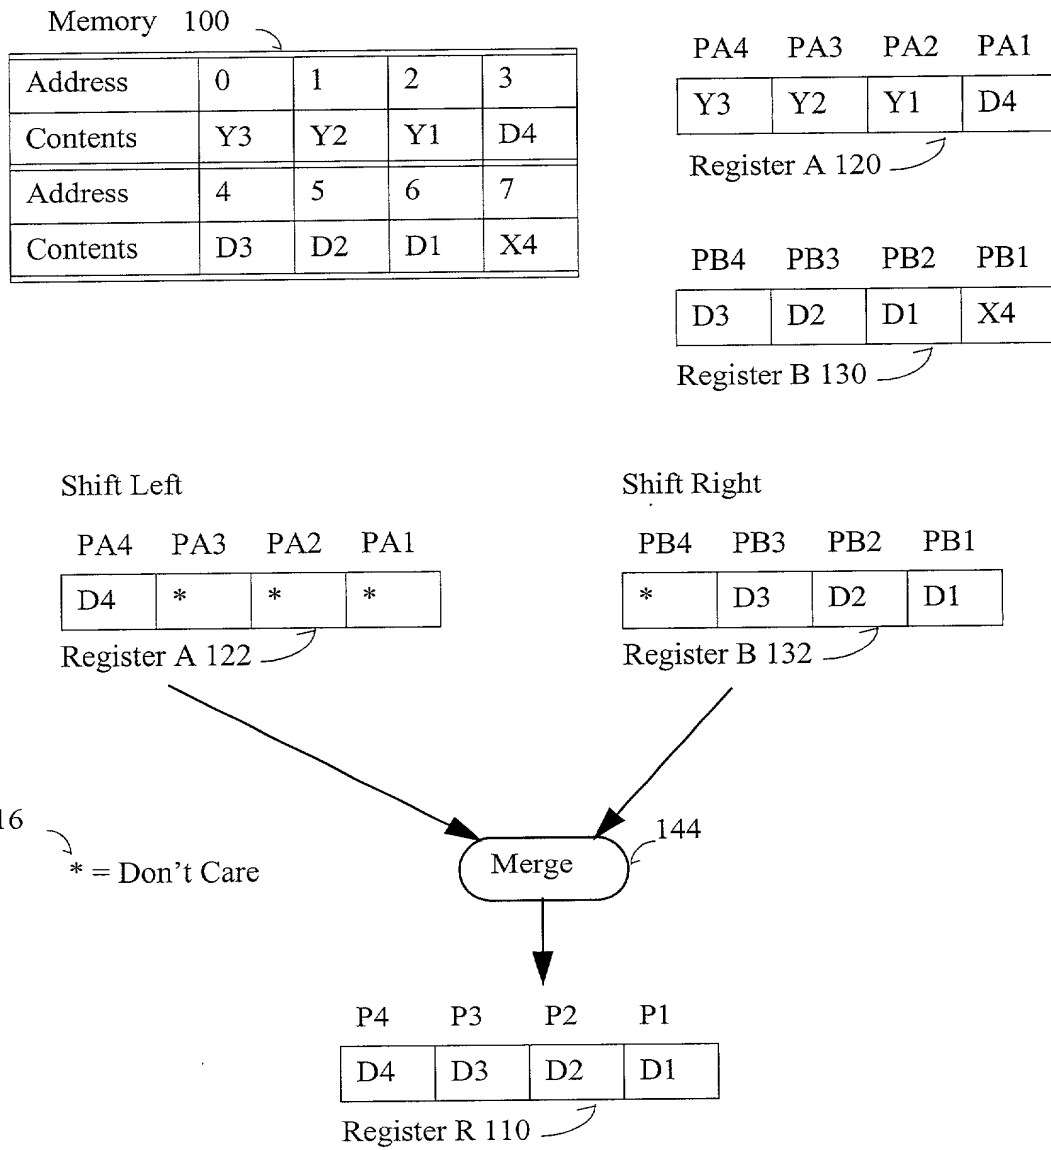 Memory 100
Address 0 1 2 3
Contents Y3 Y2 Y1 D4
Address 4 5 6 7
Contents D3 D2 D1 X4
PA4 PA3 PA2 PA1
Y3 Y2 Y1 D4
Register A 120
PB4 PB3 PB2 PB1
D3 D2 D1 X4
Register B 130
Shift Left
PA4 PA3 PA2 PA1
D4 * * *
Register A 122
Shift Right
PB4 PB3 PB2 PB1
* D3 D2 D1
Register B 132
16
* = Don't Care
Merge
144
P4 P3 P2 P1
D4 D3 D2 D1
Register R 110